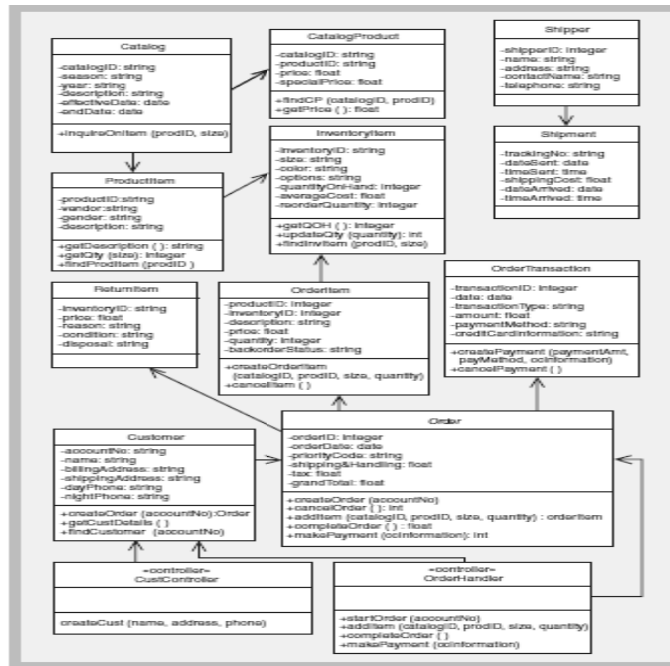 Catalog
-catalogID: string
-season: string
-year: string
-description: string
-effectiveDate: date
-endDate: date
+inquireOnItem (prodID, size)
CatalogProduct
-catalogID: string
-productID: string
-price: float
-specialPrice: float
+findCP (catalogID, prodID)
+getPrice ( ): float
Shipper
-shipperID: integer
-name: string
-address: string
-contactName: string
-telephone: string
InventoryItem
-inventoryID: string
-size: string
-color: string
-options: string
-quantityOnHand: integer
-averageCost: float
-reorderQuantity: integer
+getQOH ( ): integer
+updateQty (quantity): int
+findInvItem (prodID, size)
Shipment
-trackingNo: string
-dateSent: date
-timeSent: time
-shippingCost: float
-dateArrived: date
-timeArrived: time
ProductItem
-productID:string
-vendor:string
-gender: string
-description: string
+getDescription ( ): string
+getQty (size): integer
+findProdItem (prodID )
ReturnItem
-inventoryID: string
-price: float
-reason: string
-condition: string
-disposal: string
OrderItem
-productID: integer
-inventoryID: integer
-description: string
-price: float
-quantity: integer
-backorderStatus: string
+createOrderItem
(catalogID, prodID, size, quantity)
+cancelItem ( )
OrderTransaction
-transactionID: integer
-date: date
-transactionType: string
-amount: float
-paymentMethod: string
-creditCardInformation: string
+createPayment (paymentAmt,
payMethod, ccInformation)
+cancelPayment ( )
Customer
-accountNo: string
-name: string
-billingAddress: string
-shippingAddress: string
-dayPhone: string
-nightPhone: string
+createOrder (accountNo):Order
+getCustDetails ( )
+findCustomer (accountNo)
Order
-orderID: integer
-orderDate: date
-priorityCode: string
-shipping&Handling: float
-tax: float
-grandTotal: float
+createOrder (accountNo)
+cancelOrder ( ): int
+addItem (catalogID, prodID, size, quantity) : orderItem
+completeOrder ( ) : float
+makePayment (ccInformation): int
«controller»
CustController
createCust (name, address, phone)
«controller»
OrderHandler
+startOrder (accountNo)
+addItem (catalogID, prodID, size, quantity)
+completeOrder ( )
+makePayment (ccInformation)